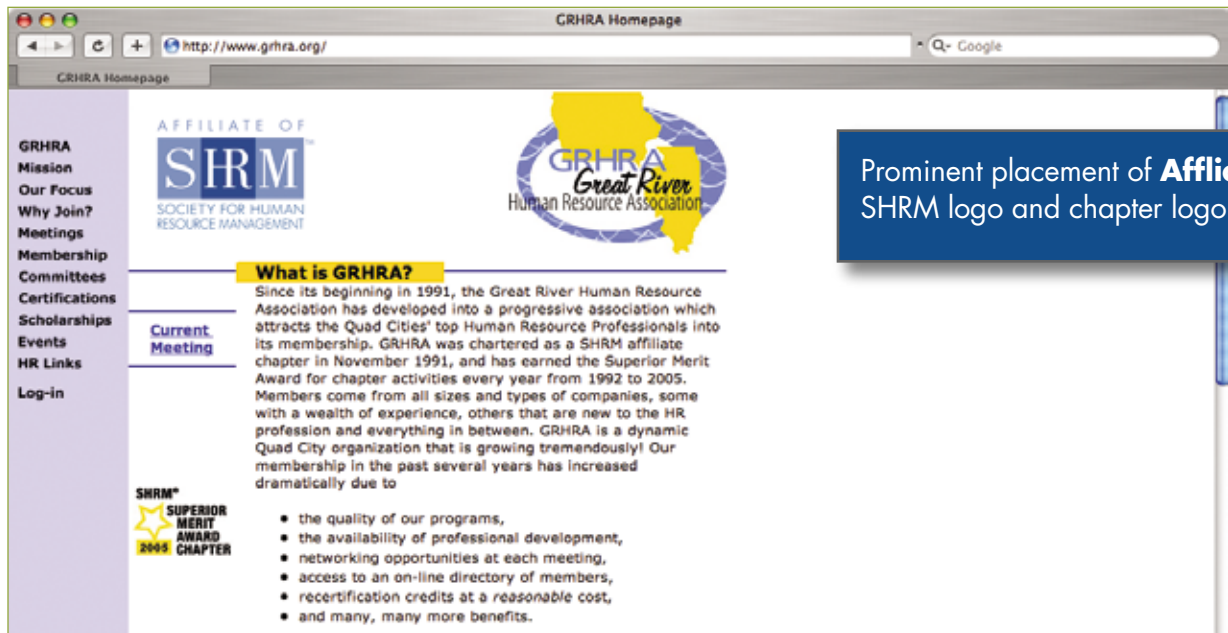 GRHRA Homepage
http://www.grhra.org/
Google
GRHRA Homepage
GRHRA
Mission
Our Focus
Why Join?
Meetings
Membership
Committees
Certifications
Scholarships
Events
HR Links
Log-in
AFFILIATE OF
SHRM™
SOCIETY FOR HUMAN
RESOURCE MANAGEMENT
GRHRA
Great River
Human Resource Association
Prominent placement of
SHRM logo and chapter logo
Current
Meeting
What is GRHRA?
Since its beginning in 1991, the Great River Human Resource
Association has developed into a progressive association which
attracts the Quad Cities' top Human Resource Professionals into
its membership. GRHRA was chartered as a SHRM affiliate
chapter in November 1991, and has earned the Superior Merit
Award for chapter activities every year from 1992 to 2005.
Members come from all sizes and types of companies, some
with a wealth of experience, others that are new to the HR
profession and everything in between. GRHRA is a dynamic
Quad City organization that is growing tremendously! Our
membership in the past several years has increased
dramatically due to
• the quality of our programs,
• the availability of professional development,
• networking opportunities at each meeting,
• access to an on-line directory of members,
• recertification credits at a reasonable cost,
• and many, many more benefits.
SHRM®
SUPERIOR
MERIT
AWARD
2005 CHAPTER